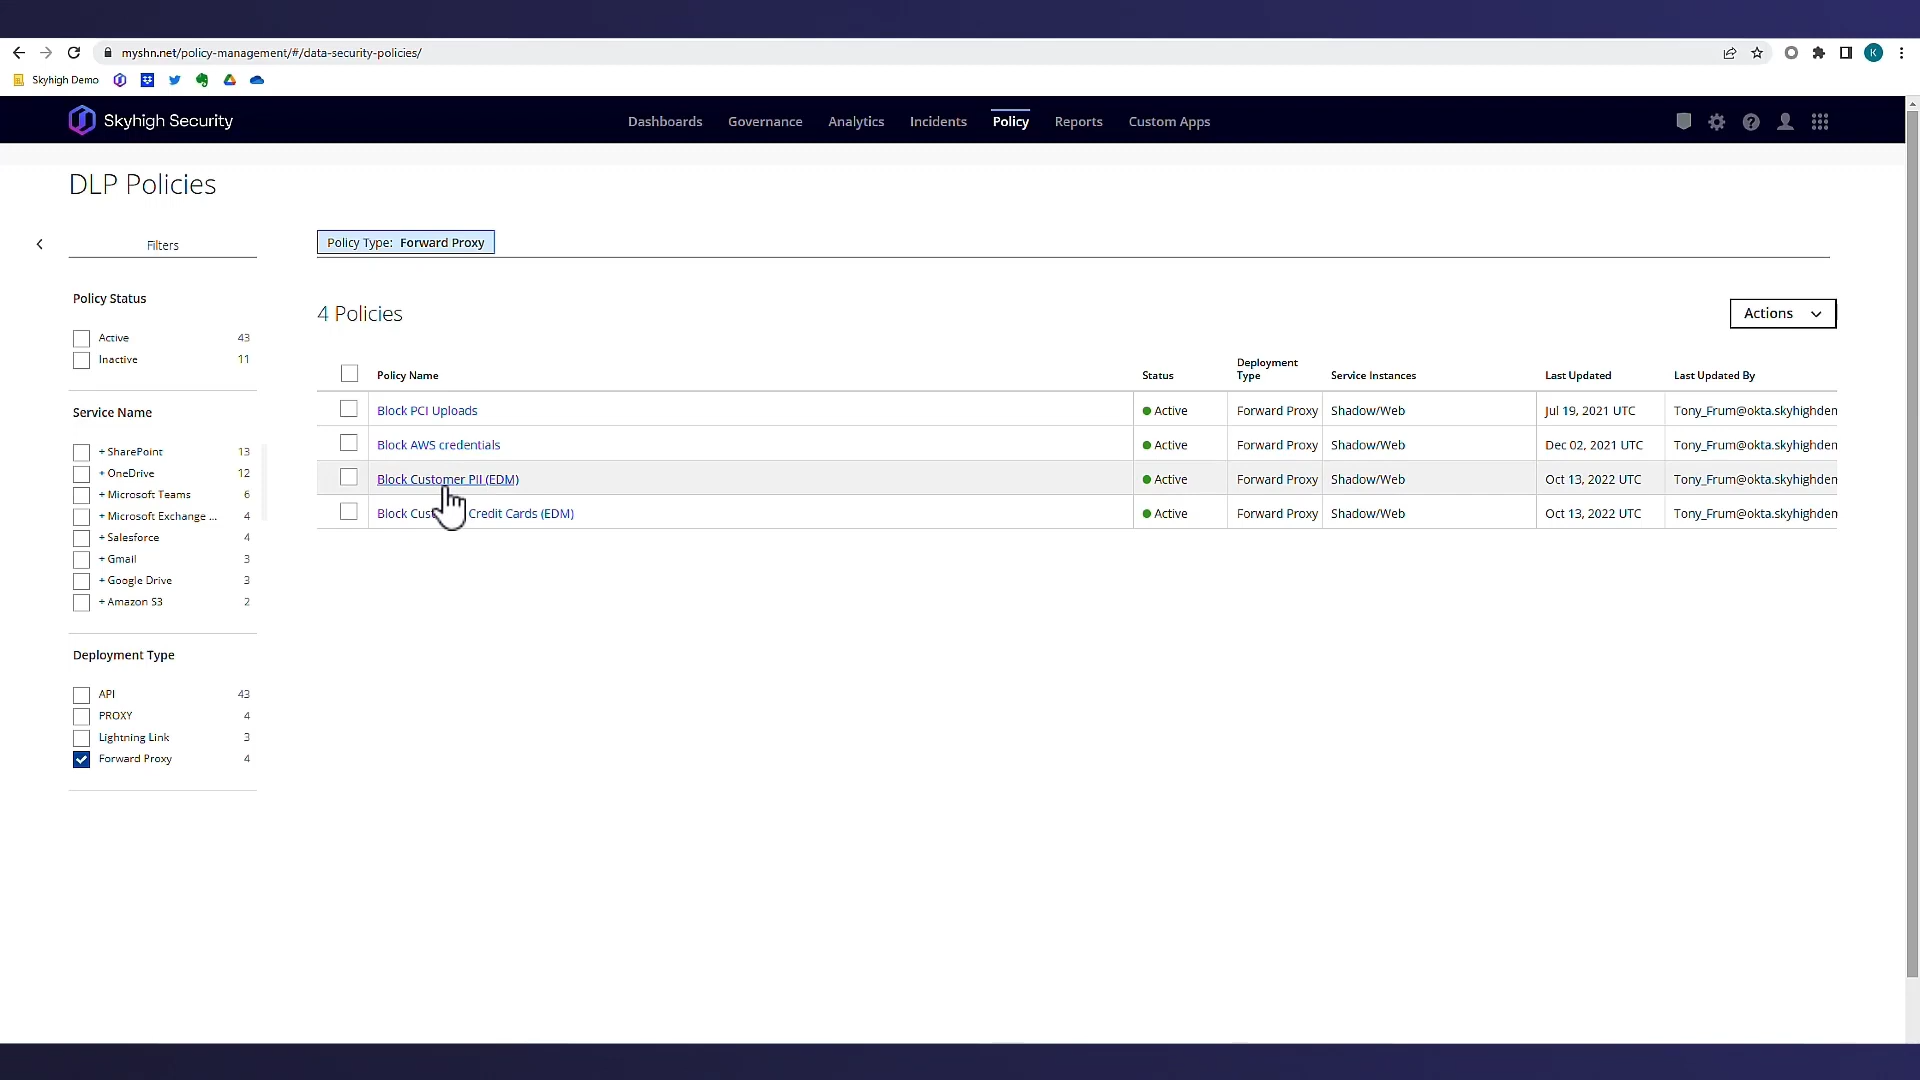 myshn.net/policy-management/#/data-security-policies/
K
Skyhigh Demo
Skyhigh Security
Dashboards
Governance
Analytics
Incidents
Policy
Reports
Custom Apps
DLP Policies
Filters
Policy Type: Forward Proxy
Policy Status
Active 43
Inactive 11
Service Name
+ SharePoint 13
+ OneDrive 12
+ Microsoft Teams 6
+ Microsoft Exchange ... 4
+ Salesforce 4
+ Gmail 3
+ Google Drive 3
+ Amazon S3 2
Deployment Type
API 43
PROXY 4
Lightning Link 3
Forward Proxy 4
4 Policies
Actions
Policy Name Status Deployment Type Service Instances Last Updated Last Updated By
Block PCI Uploads Active Forward Proxy Shadow/Web Jul 19, 2021 UTC Tony_Frum@okta.skyhighden
Block AWS credentials Active Forward Proxy Shadow/Web Dec 02, 2021 UTC Tony_Frum@okta.skyhighden
Block Customer PII (EDM) Active Forward Proxy Shadow/Web Oct 13, 2022 UTC Tony_Frum@okta.skyhighden
Block Credit Cards (EDM) Active Forward Proxy Shadow/Web Oct 13, 2022 UTC Tony_Frum@okta.skyhighden